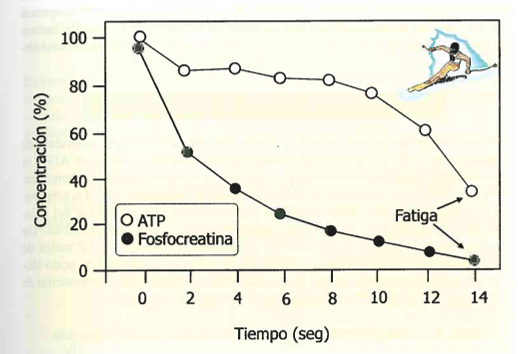 Concentración (%)
100
80
60
40
20
0
ATP
Fosfocreatina
Fatiga
0 2 4 6 8 10 12 14
Tiempo (seg)